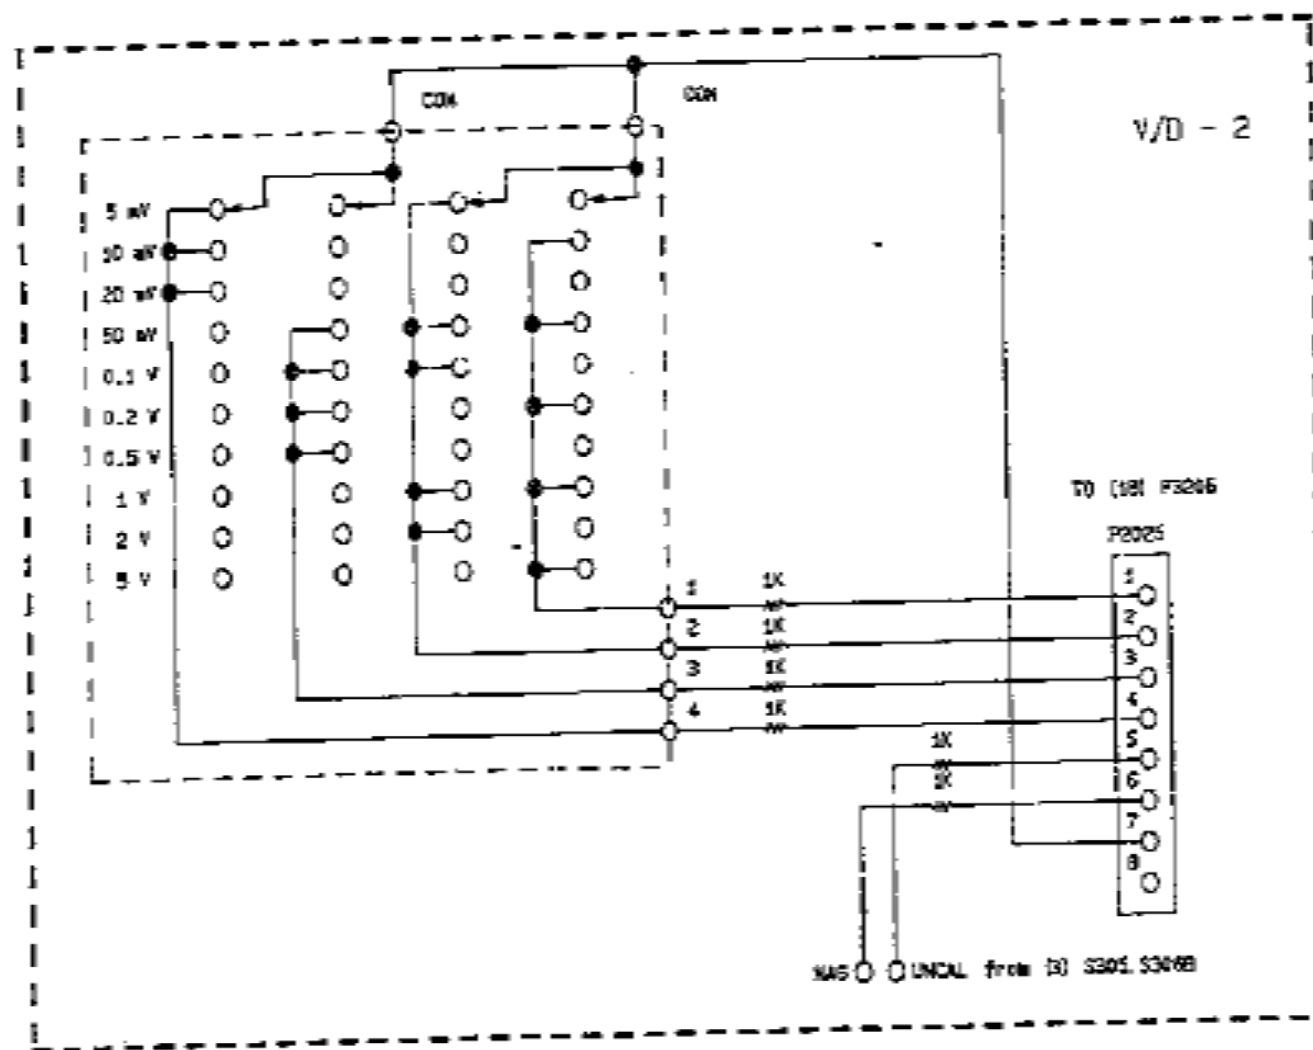 COM
COM
V/D - 2
5 mV
10 mV
20 mV
50 mV
0.1 V
0.2 V
0.5 V
1 V
2 V
5 V
TO (18) P3206
P2025
1
2
3
4
1K
1K
1K
1K
1K
1K
1
2
3
4
5
6
7
8
MAG
UNCAL from (3) S305, S306B